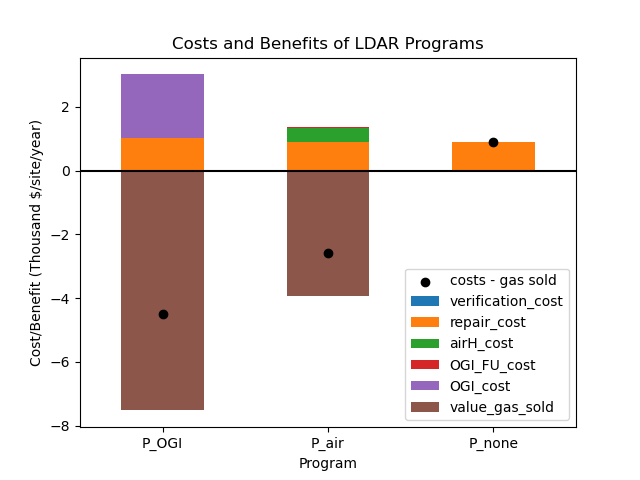 Costs and Benefits of LDAR Programs
Cost/Benefit (Thousand $/site/year)
2
0
−2
−4
−6
−8
costs - gas sold
verification_cost
repair_cost
airH_cost
OGI_FU_cost
OGI_cost
value_gas_sold
P_OGI
P_air
P_none
Program